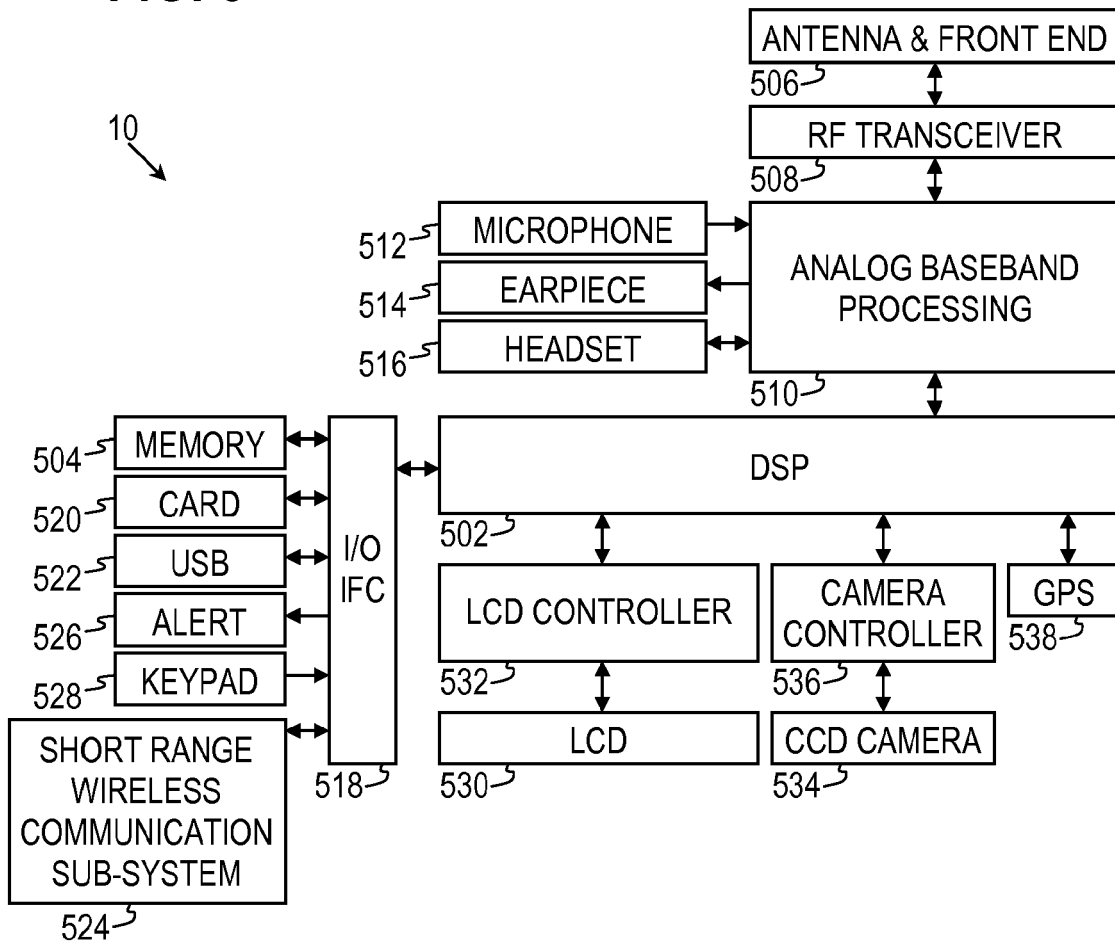 ANTENNA & FRONT END
506
10
RF TRANSCEIVER
508
MICROPHONE
512
ANALOG BASEBAND
PROCESSING
EARPIECE
514
HEADSET
516
510
MEMORY
504
DSP
CARD
520
502
I/O
IFC
USB
522
LCD CONTROLLER
CAMERA
CONTROLLER
GPS
538
ALERT
526
KEYPAD
528
532
536
SHORT RANGE
WIRELESS
COMMUNICATION
SUB-SYSTEM
LCD
CCD CAMERA
518
530
534
524